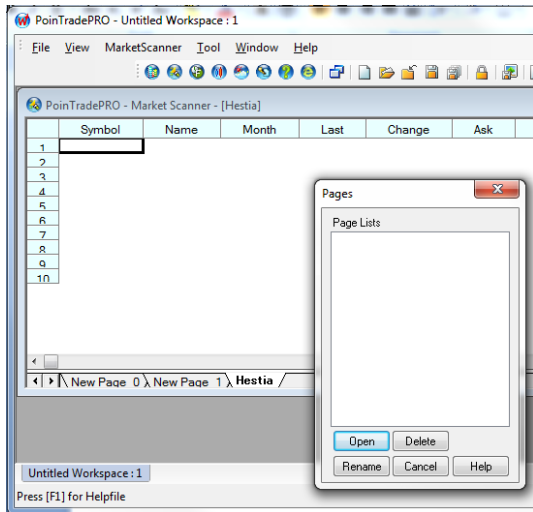 PoinTradePRO - Untitled Workspace : 1
File View MarketScanner Tool Window Help
PoinTradePRO - Market Scanner - [Hestia]
Symbol Name Month Last Change Ask
1
2
3
4
5
6
7
8
9
10
Pages
Page Lists
Open Delete
Rename Cancel Help
New Page 0 New Page 1 Hestia
Untitled Workspace : 1
Press [F1] for Helpfile